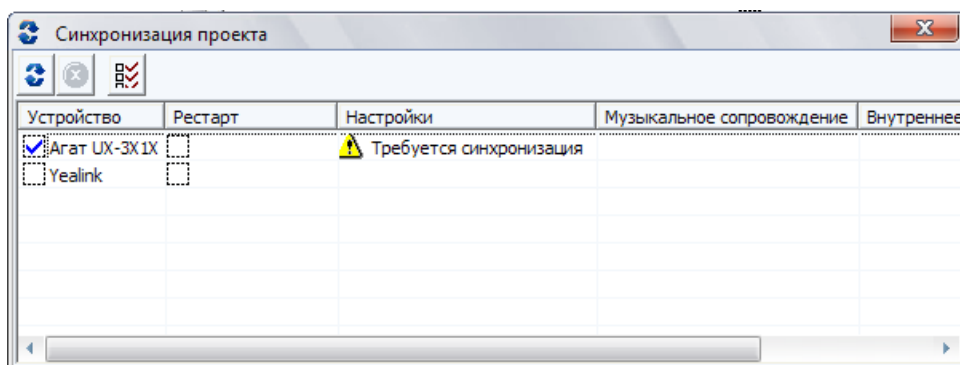 Синхронизация проекта
Устройство Рестарт Настройки Музыкальное сопровождение Внутреннее
Агат UX-3X1X Требуется синхронизация
Yealink